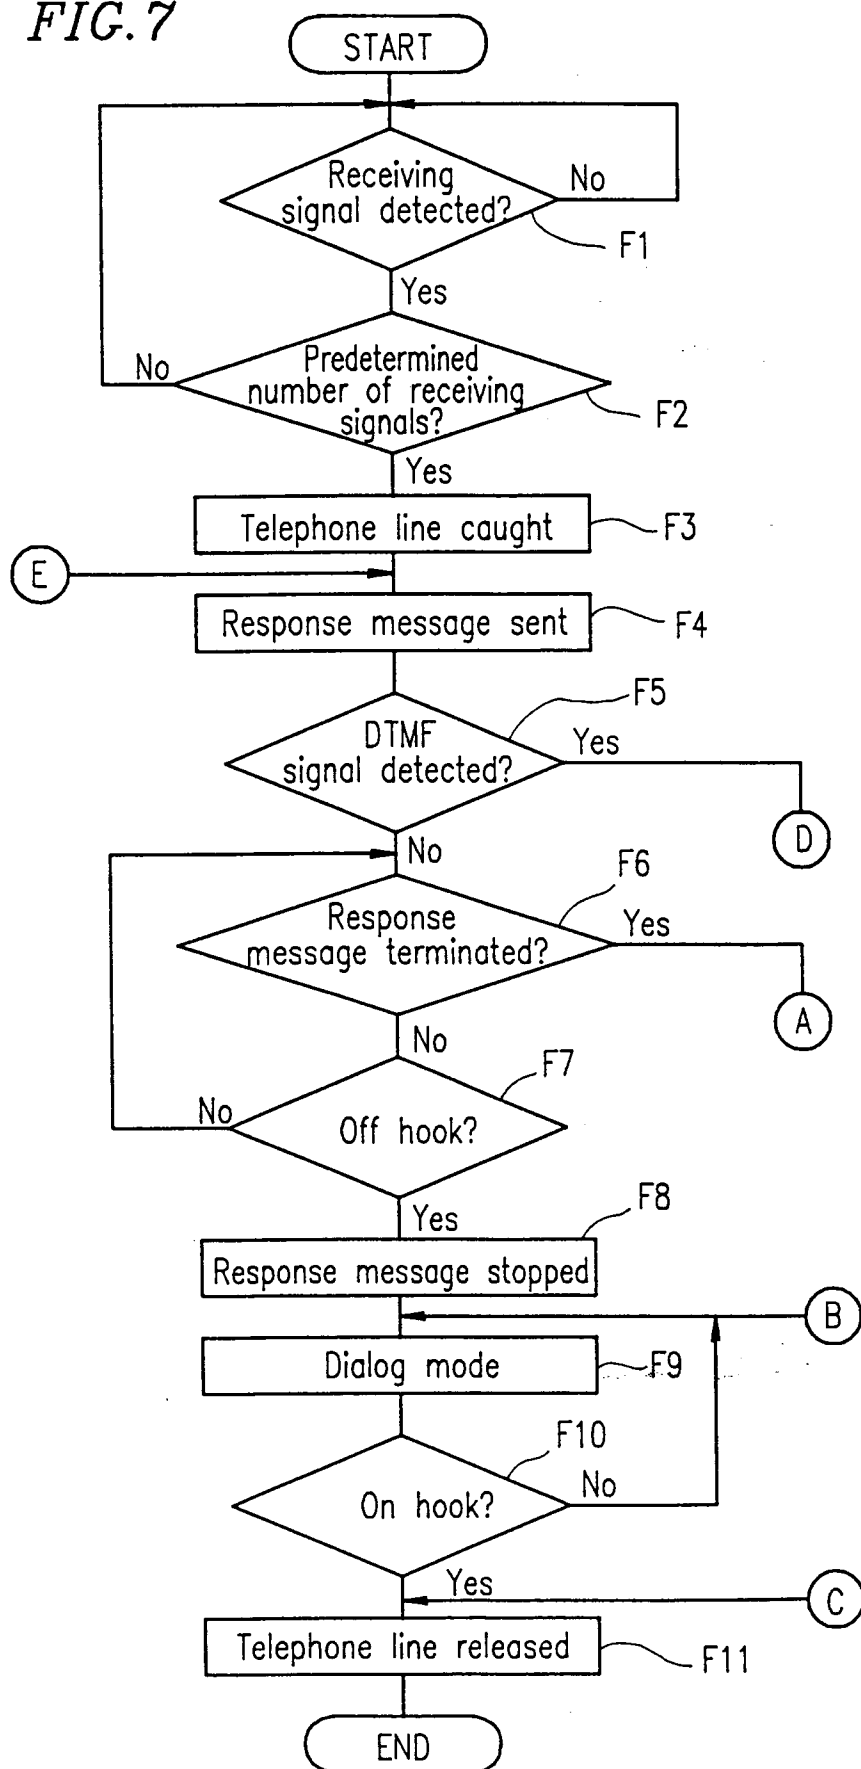 FIG. 7
START
Receiving
signal detected?
No
F1
Yes
Predetermined
number of receiving
signals?
No
F2
Yes
Telephone line caught
F3
E
Response message sent
F4
F5
DTMF
signal detected?
Yes
D
No
F6
Response
message terminated?
Yes
A
No
F7
Off hook?
No
Yes
F8
Response message stopped
B
Dialog mode
F9
F10
On hook?
No
Yes
C
Telephone line released
F11
END